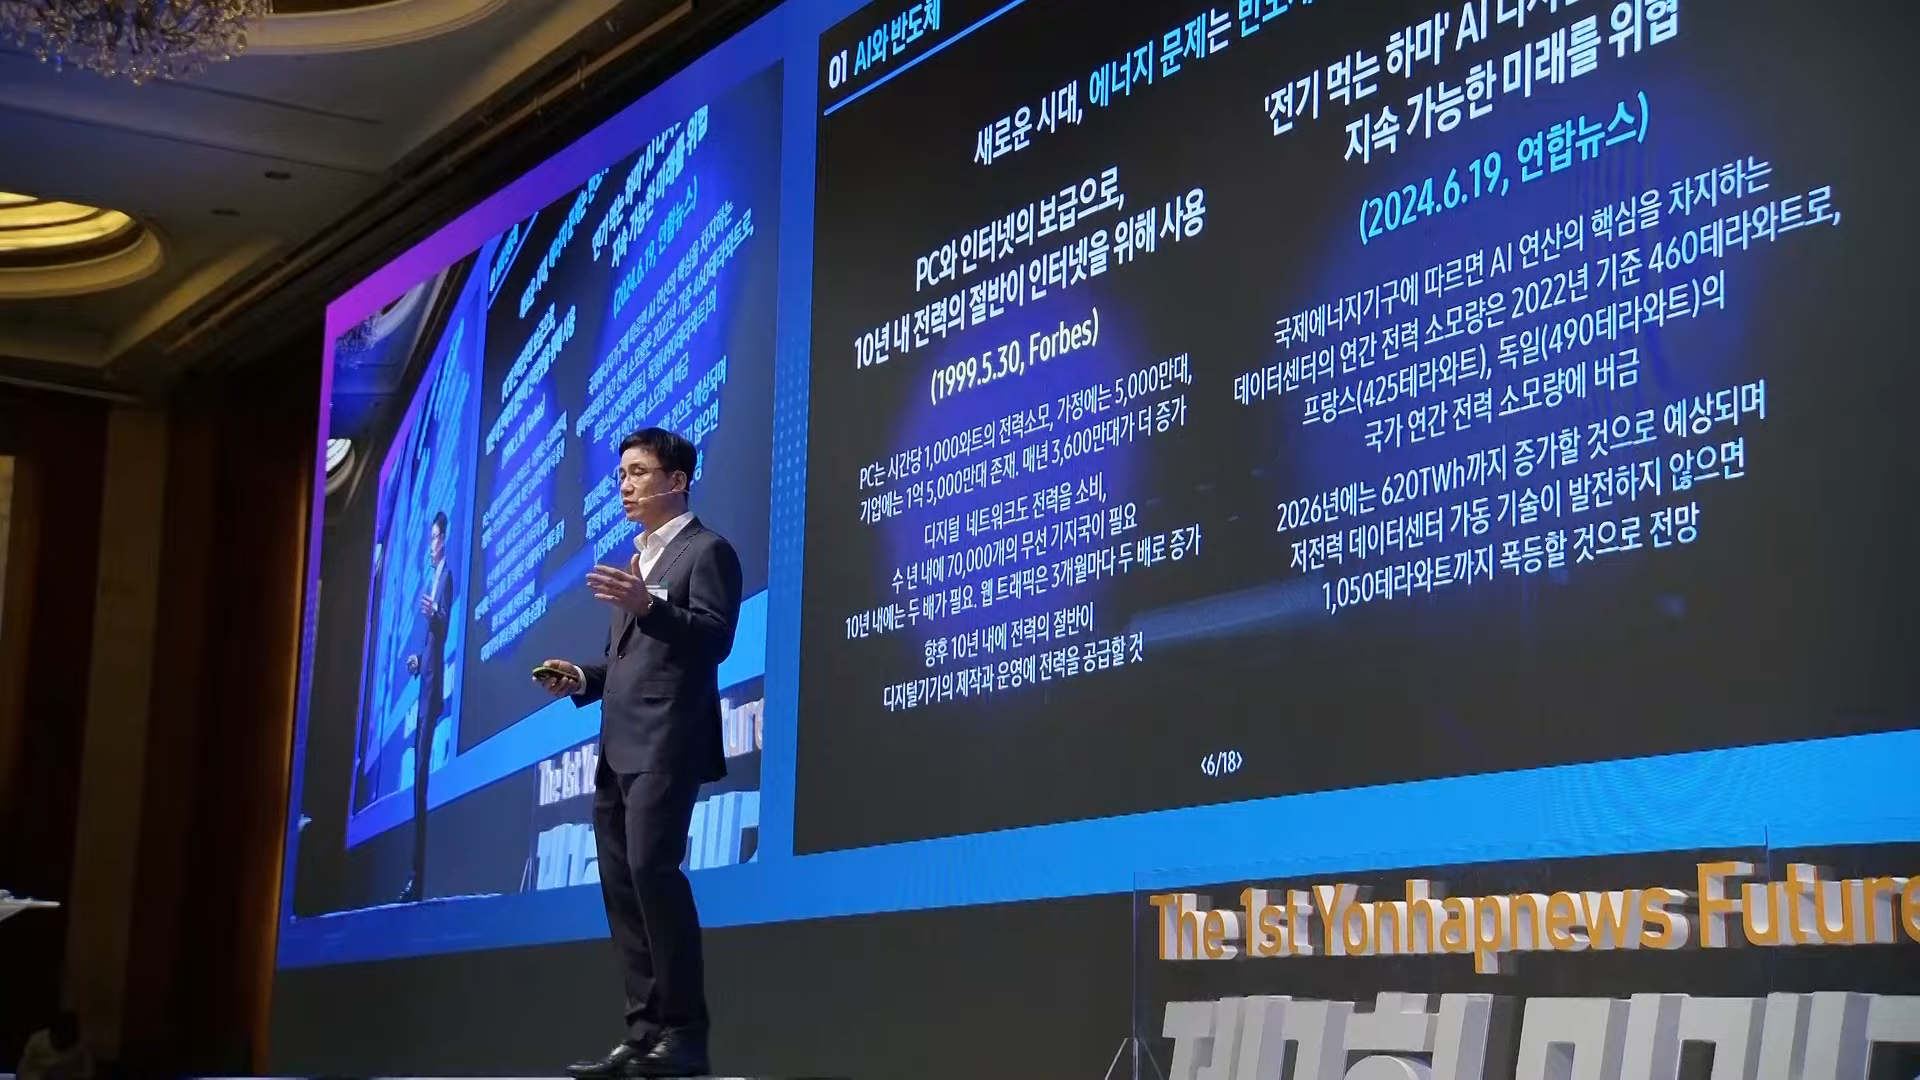 01 AI와 반도체
새로운 시대, 에너지 문제는
PC와 인터넷의 보급으로,
10년 내 전력의 절반이 인터넷을 위해 사용
(1999.5.30, Forbes)
PC는 시간당 1,000와트의 전력소모, 가정에는 5,000만대,
기업에는 1억 5,000만대 존재. 매년 3,600만대가 더 증가
디지털 네트워크도 전력을 소비,
수 년 내에 70,000개의 무선 기지국이 필요
10년 내에는 두 배가 필요. 웹 트래픽은 3개월마다 두 배로 증가
향후 10년 내에 전력의 절반이
디지털기기의 제작과 운영에 전력을 공급할 것
'전기 먹는 하마' AI
지속 가능한 미래를 위협
(2024.6.19, 연합뉴스)
국제에너지기구에 따르면 AI 연산의 핵심을 차지하는
데이터센터의 연간 전력 소모량은 2022년 기준 460테라와트로,
프랑스(425테라와트), 독일(490테라와트)의
국가 연간 전력 소모량에 버금
2026년에는 620TWh까지 증가할 것으로 예상되며
저전력 데이터센터 가동 기술이 발전하지 않으면
1,050테라와트까지 폭등할 것으로 전망
<6/18>
The 1st Yonhapnews Future